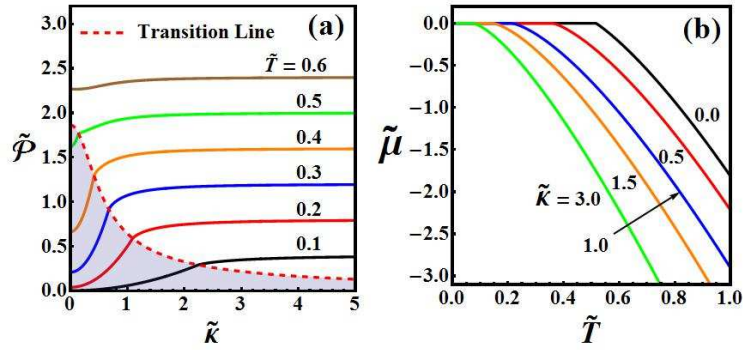 (a)
Transition Line
T̃ = 0.6
0.5
0.4
0.3
0.2
0.1
3.0
2.5
2.0
1.5
1.0
0.5
0.0
𝒫̃
0 1 2 3 4 5
κ̃
(b)
0.0
0.5
1.5
κ̃ = 3.0
1.0
0.0
−0.5
−1.0
−1.5
−2.0
−2.5
−3.0
μ̃
0.0 0.2 0.4 0.6 0.8 1.0
T̃